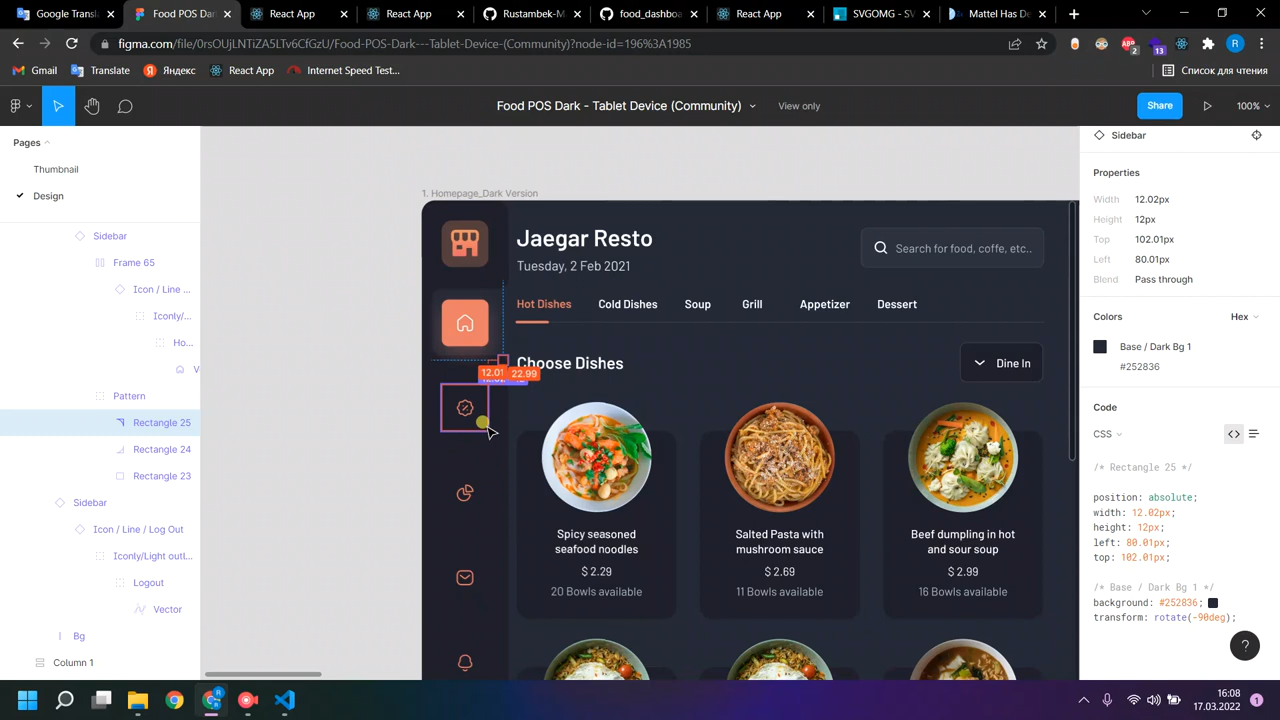 Google Transla
Food POS Dar
React App
React App
Rustambek-M
food_dashboa
React App
SVGOMG - SV
Mattel Has De
figma.com/file/0rsOUjLNtiZA5LTv6CfGzU/Food-POS-Dark---Tablet-Device-(Community)?node-id=196%3A1985
2
13
R
Gmail
Translate
Яндекс
React App
Internet Speed Test...
Список для чтения
Food POS Dark - Tablet Device (Community)
View only
Share
100%
Pages
Thumbnail
Design
Sidebar
Frame 65
Icon / Line ...
Iconly/...
Ho...
V
Pattern
Rectangle 25
Rectangle 24
Rectangle 23
Sidebar
Icon / Line / Log Out
Iconly/Light outl...
Logout
Vector
Bg
Column 1
1. Homepage_Dark Version
Jaegar Resto
Tuesday, 2 Feb 2021
Search for food, coffe, etc..
Hot Dishes
Cold Dishes
Soup
Grill
Appetizer
Dessert
Choose Dishes
Dine In
12.01
22.99
Spicy seasoned
seafood noodles
$ 2.29
20 Bowls available
Salted Pasta with
mushroom sauce
$ 2.69
11 Bowls available
Beef dumpling in hot
and sour soup
$ 2.99
16 Bowls available
Sidebar
Properties
Width 12.02px
Height 12px
Top 102.01px
Left 80.01px
Blend Pass through
Colors
Hex
Base / Dark Bg 1
#252836
Code
CSS
/* Rectangle 25 */
position: absolute;
width: 12.02px;
height: 12px;
left: 80.01px;
top: 102.01px;
/* Base / Dark Bg 1 */
background: #252836;
transform: rotate(-90deg);
?
16:08
17.03.2022
1